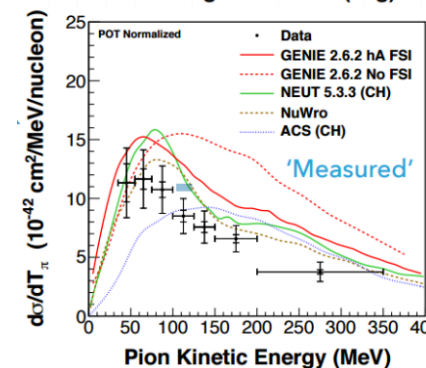 POT Normalized
Data
GENIE 2.6.2 hA FSI
GENIE 2.6.2 No FSI
NEUT 5.3.3 (CH)
NuWro
ACS (CH)
'Measured'
dσ/dTπ (10⁻⁴² cm²/MeV/nucleon)
25
20
15
10
5
0
0 50 100 150 200 250 300 350 400
Pion Kinetic Energy (MeV)